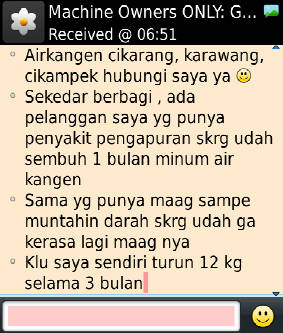 Machine Owners ONLY: G...
Received @ 06:51
Airkangen cikarang, karawang,
cikampek hubungi saya ya
Sekedar berbagi , ada
pelanggan saya yg punya
penyakit pengapuran skrg udah
sembuh 1 bulan minum air
kangen
Sama yg punya maag sampe
muntahin darah skrg udah ga
kerasa lagi maag nya
Klu saya sendiri turun 12 kg
selama 3 bulan